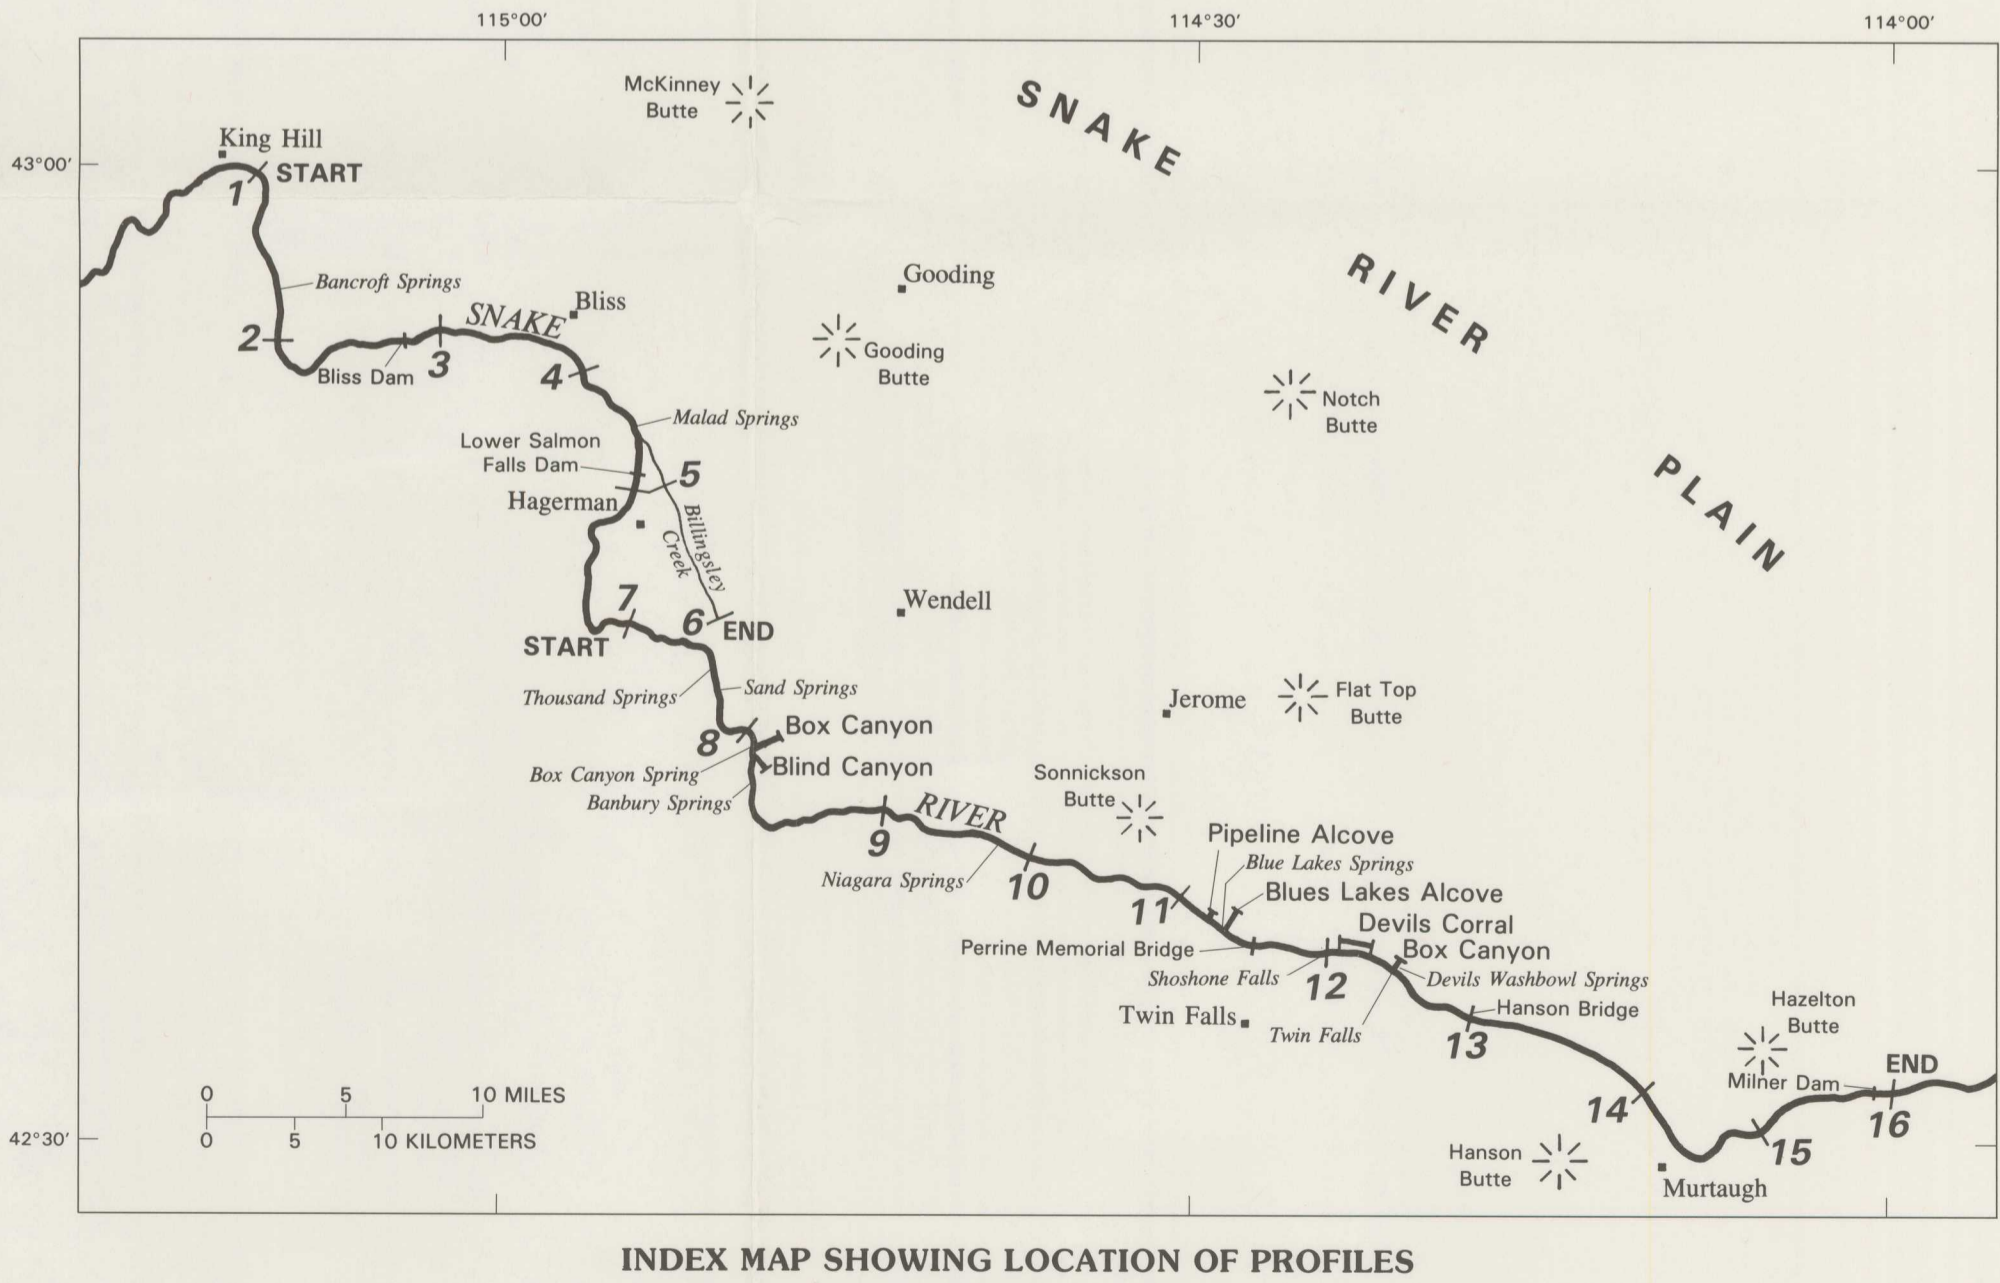 115°00′
114°30′
114°00′
McKinney
Butte
SNAKE
King Hill
43°00′
START
1
RIVER
Bancroft Springs
Gooding
SNAKE
Bliss
2
Bliss Dam
3
4
Gooding
Butte
Notch
Butte
Malad Springs
Lower Salmon
Falls Dam
5
PLAIN
Hagerman
Billingsley
Creek
7
Wendell
6
END
START
Thousand Springs
Sand Springs
Jerome
Flat Top
Butte
8
Box Canyon
Box Canyon Spring
Blind Canyon
Banbury Springs
Sonnickson
Butte
RIVER
9
Pipeline Alcove
Blue Lakes Springs
Niagara Springs
10
Blues Lakes Alcove
11
Devils Corral
Perrine Memorial Bridge
Box Canyon
Shoshone Falls
12
Devils Washbowl Springs
Twin Falls
Twin Falls
Hanson Bridge
13
Hazelton
Butte
END
Milner Dam
14
16
15
Hanson
Butte
Murtaugh
0 5 10 MILES
0 5 10 KILOMETERS
42°30′
INDEX MAP SHOWING LOCATION OF PROFILES